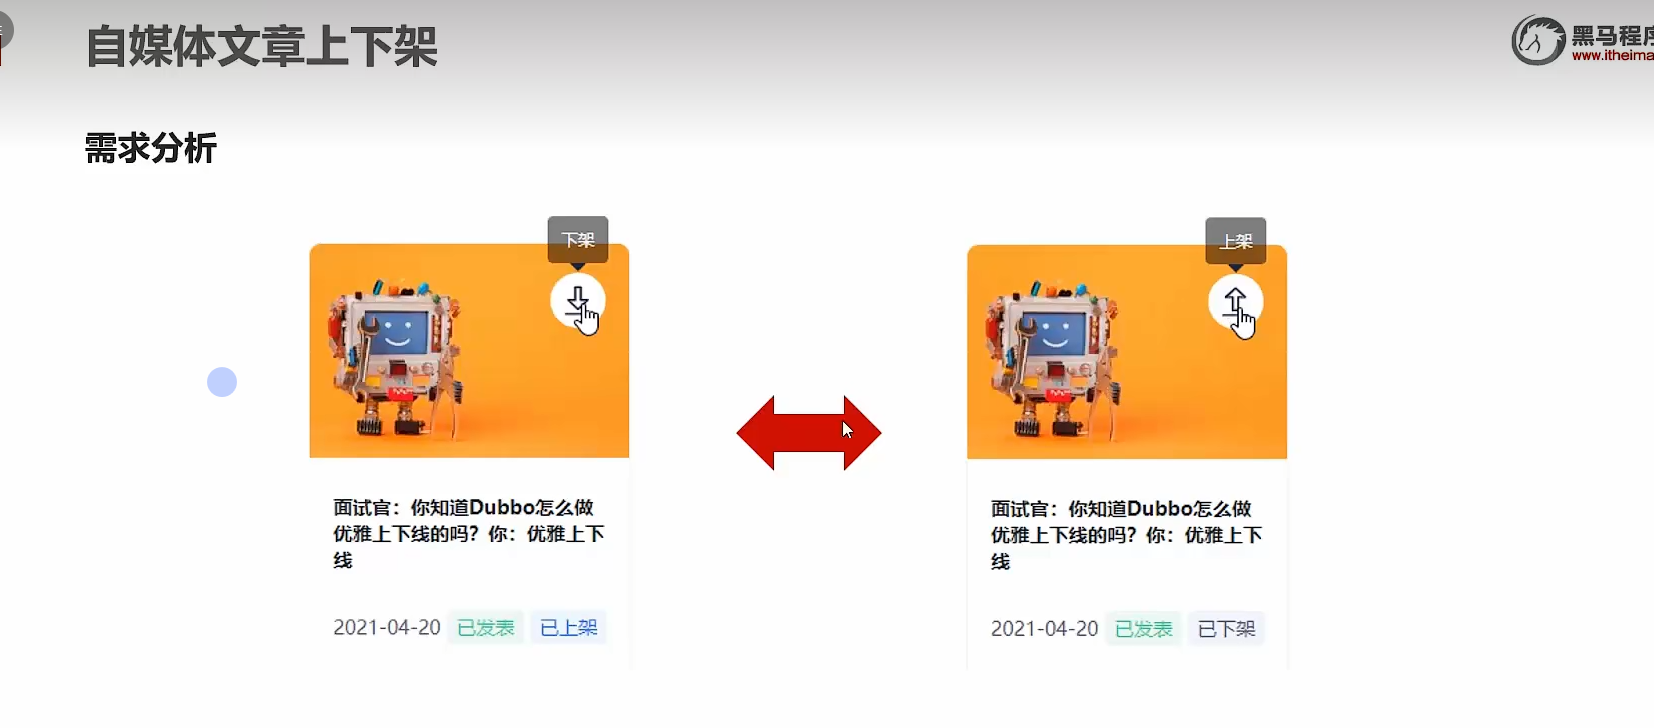 自媒体文章上下架
黑马程序
www.itheima
需求分析
下架
上架
面试官：你知道Dubbo怎么做
优雅上下线的吗？你：优雅上下
线
2021-04-20 已发表 已上架
面试官：你知道Dubbo怎么做
优雅上下线的吗？你：优雅上下
线
2021-04-20 已发表 已下架